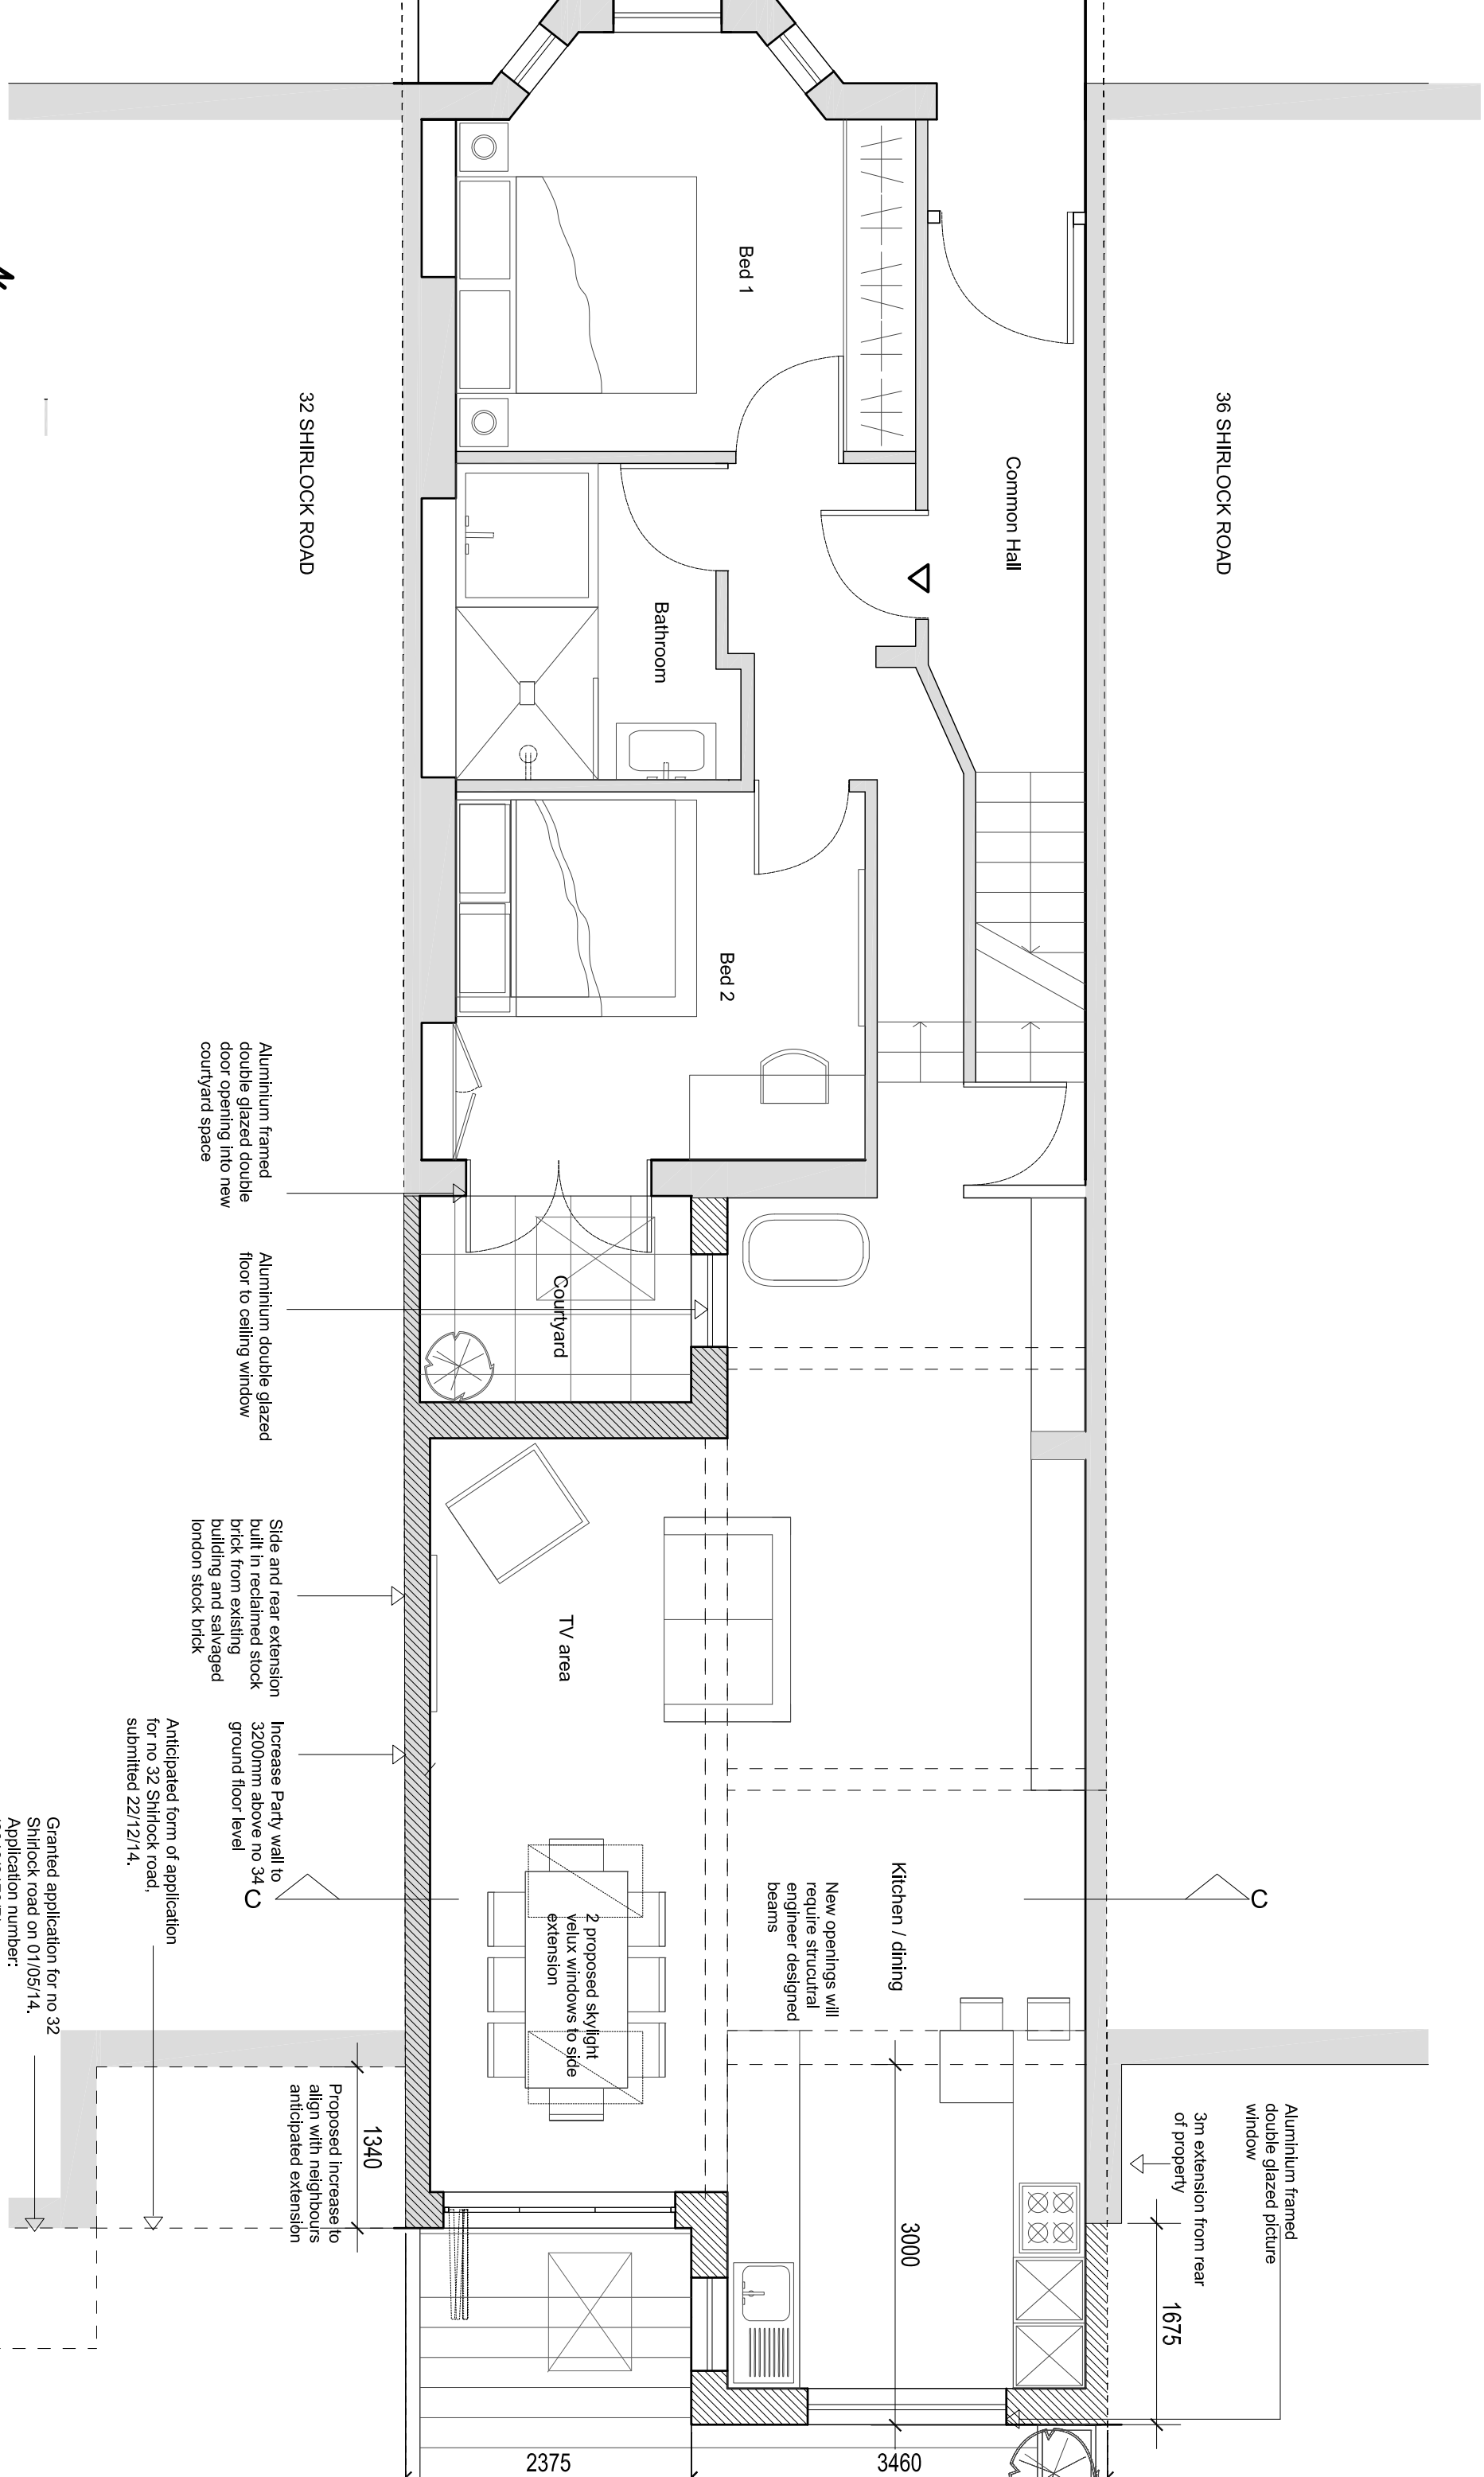 36 SHIRLOCK ROAD
Common Hall
Bed 1
Bathroom
Bed 2
32 SHIRLOCK ROAD
Aluminium framed
double glazed double
door opening into new
courtyard space
Aluminium double glazed
floor to ceiling window
Courtyard
Side and rear extension
built in reclaimed stock
brick from existing
building and salvaged
london stock brick
TV area
Increase Party wall to
3200mm above no 34
ground floor level
Anticipated form of application
for no 32 Shirlock road,
submitted 22/12/14.
Granted application for no 32
Shirlock road on 01/05/14.
Application number:
C
C
Kitchen / dining
New openings will
require strucutral
engineer designed
beams
2 proposed skylight
velux windows to side
extension
Proposed increase to
align with neighbours
anticipated extension
1340
3000
3m extension from rear
of property
Aluminium framed
double glazed picture
window
1675
2375
3460